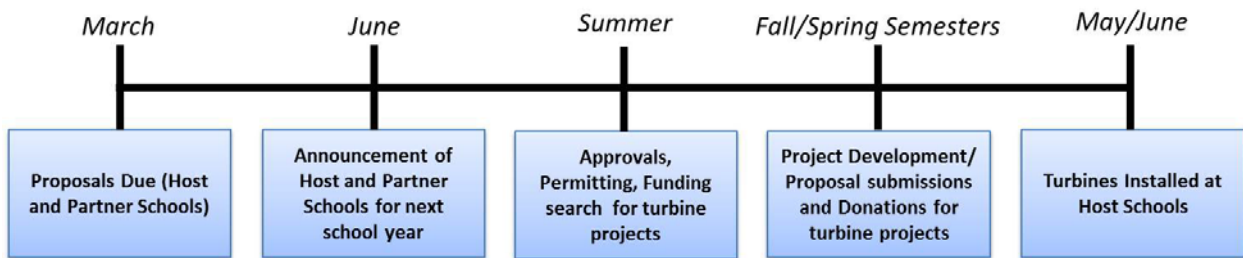 March
June
Summer
Fall/Spring Semesters
May/June
Proposals Due (Host
and Partner Schools)
Announcement of
Host and Partner
Schools for next
school year
Approvals,
Permitting, Funding
search for turbine
projects
Project Development/
Proposal submissions
and Donations for
turbine projects
Turbines Installed at
Host Schools